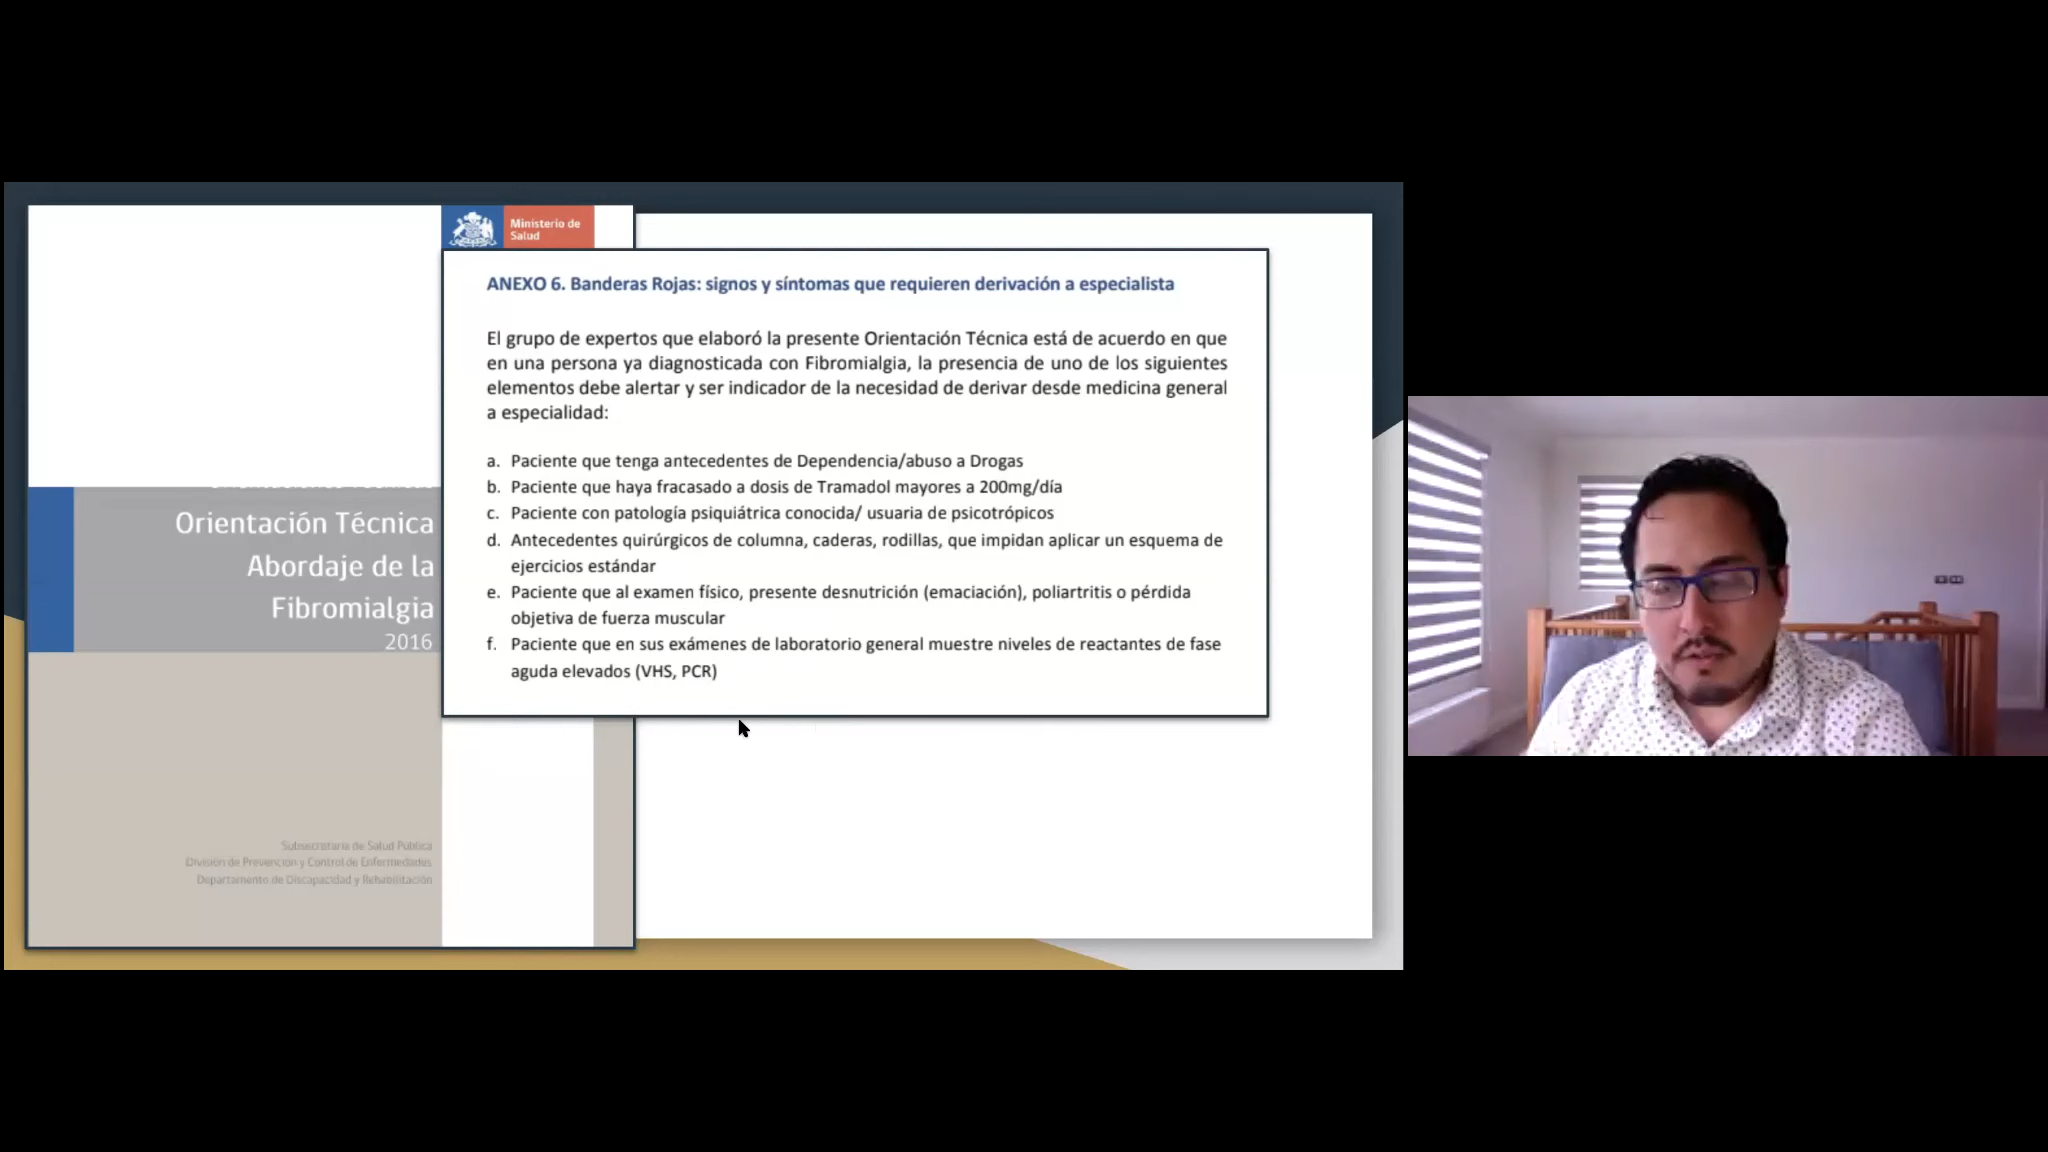 Ministerio de
Salud
ANEXO 6. Banderas Rojas: signos y síntomas que requieren derivación a especialista
El grupo de expertos que elaboró la presente Orientación Técnica está de acuerdo en que
en una persona ya diagnosticada con Fibromialgia, la presencia de uno de los siguientes
elementos debe alertar y ser indicador de la necesidad de derivar desde medicina general
a especialidad:
a. Paciente que tenga antecedentes de Dependencia/abuso a Drogas
b. Paciente que haya fracasado a dosis de Tramadol mayores a 200mg/día
c. Paciente con patología psiquiátrica conocida/ usuaria de psicotrópicos
d. Antecedentes quirúrgicos de columna, caderas, rodillas, que impidan aplicar un esquema de
ejercicios estándar
e. Paciente que al examen físico, presente desnutrición (emaciación), poliartritis o pérdida
objetiva de fuerza muscular
f. Paciente que en sus exámenes de laboratorio general muestre niveles de reactantes de fase
aguda elevados (VHS, PCR)
Orientación Técnica
Abordaje de la
Fibromialgia
2016
Subsecretaría de Salud Pública
División de Prevención y Control de Enfermedades
Departamento de Discapacidad y Rehabilitación